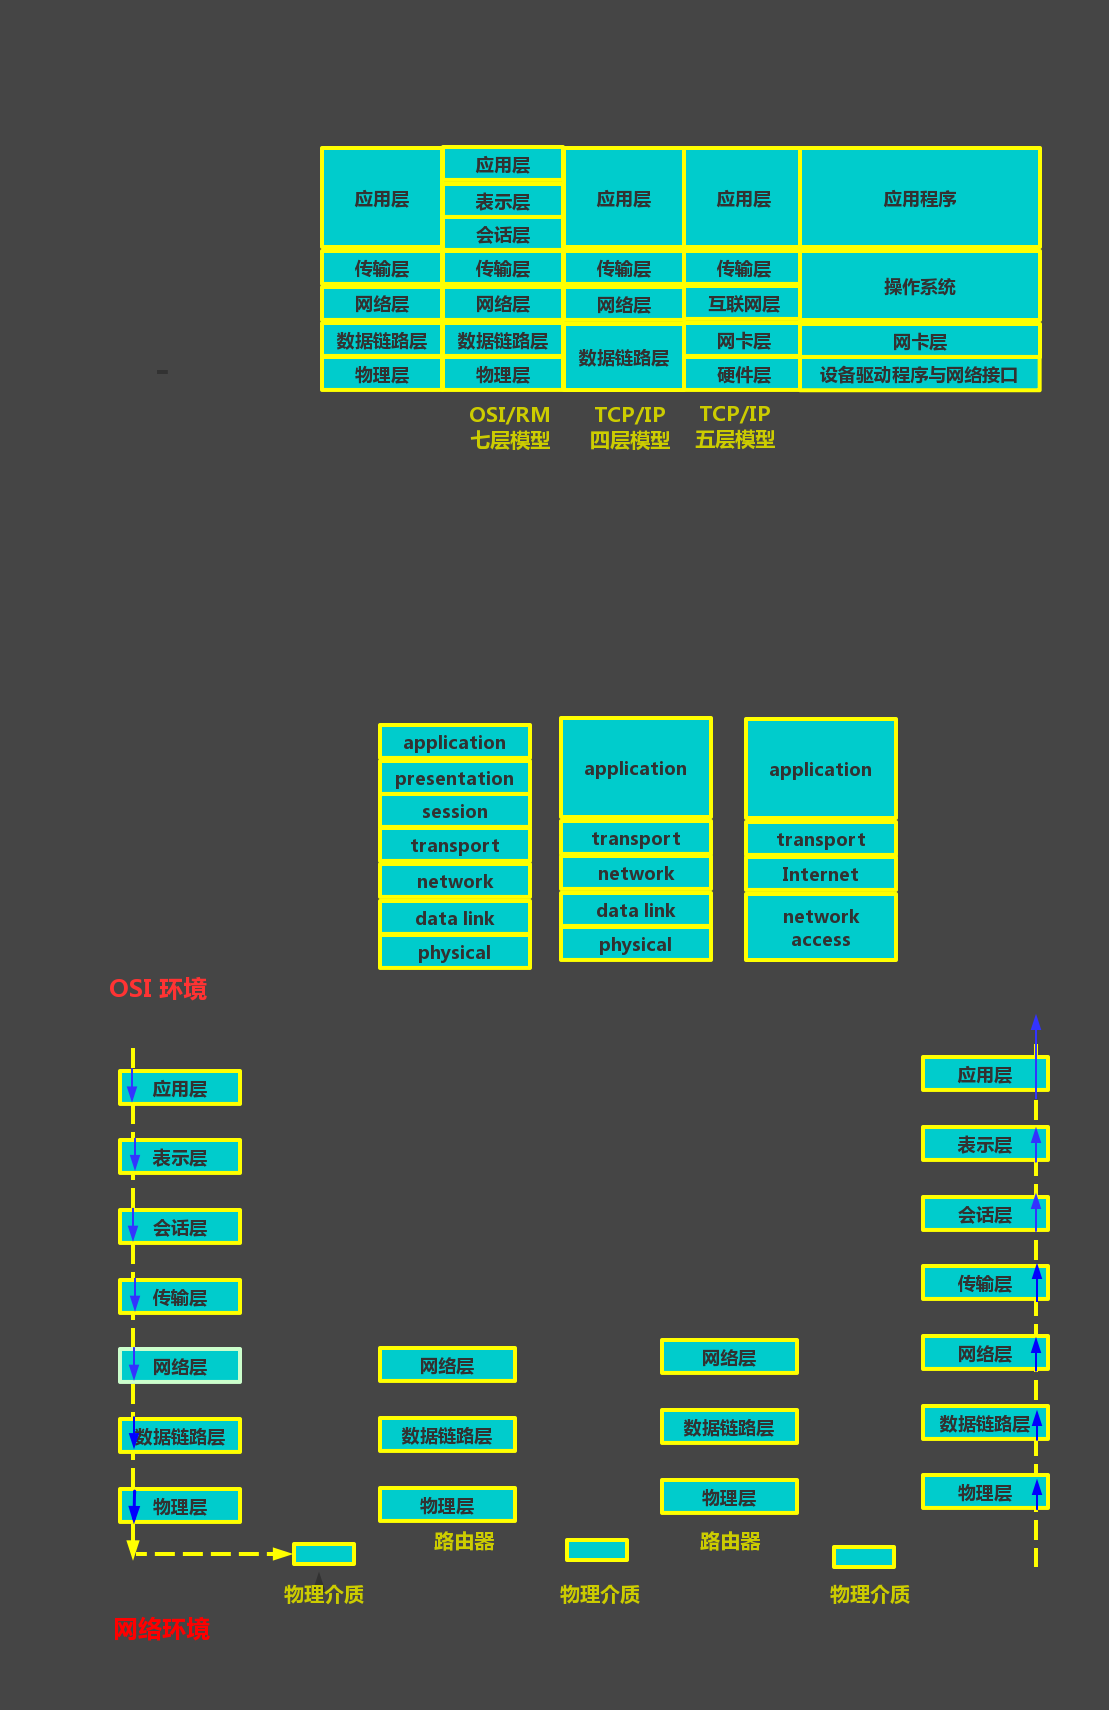 应用层 应用层 应用层 应用层 应用程序
表示层
会话层
传输层 传输层 传输层 传输层 操作系统
网络层 网络层 网络层 互联网层
数据链路层 数据链路层 数据链路层 网卡层 网卡层
物理层 物理层 硬件层 设备驱动程序与网络接口
OSI/RM TCP/IP TCP/IP
七层模型 四层模型 五层模型
application application application
presentation
session
transport transport transport
network network Internet
data link data link network
access
physical physical
OSI 环境
应用层 应用层
表示层 表示层
会话层 会话层
传输层 传输层
网络层 网络层 网络层 网络层
数据链路层 数据链路层 数据链路层 数据链路层
物理层 物理层 物理层 物理层
路由器 路由器
物理介质 物理介质 物理介质
网络环境